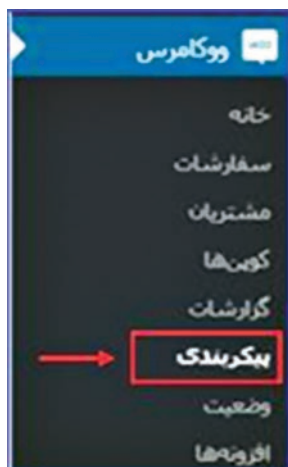 ووکامرس
خانه
سفارشات
مشتریان
کوپن‌ها
گزارشات
پیکربندی
وضعیت
افزونه‌ها